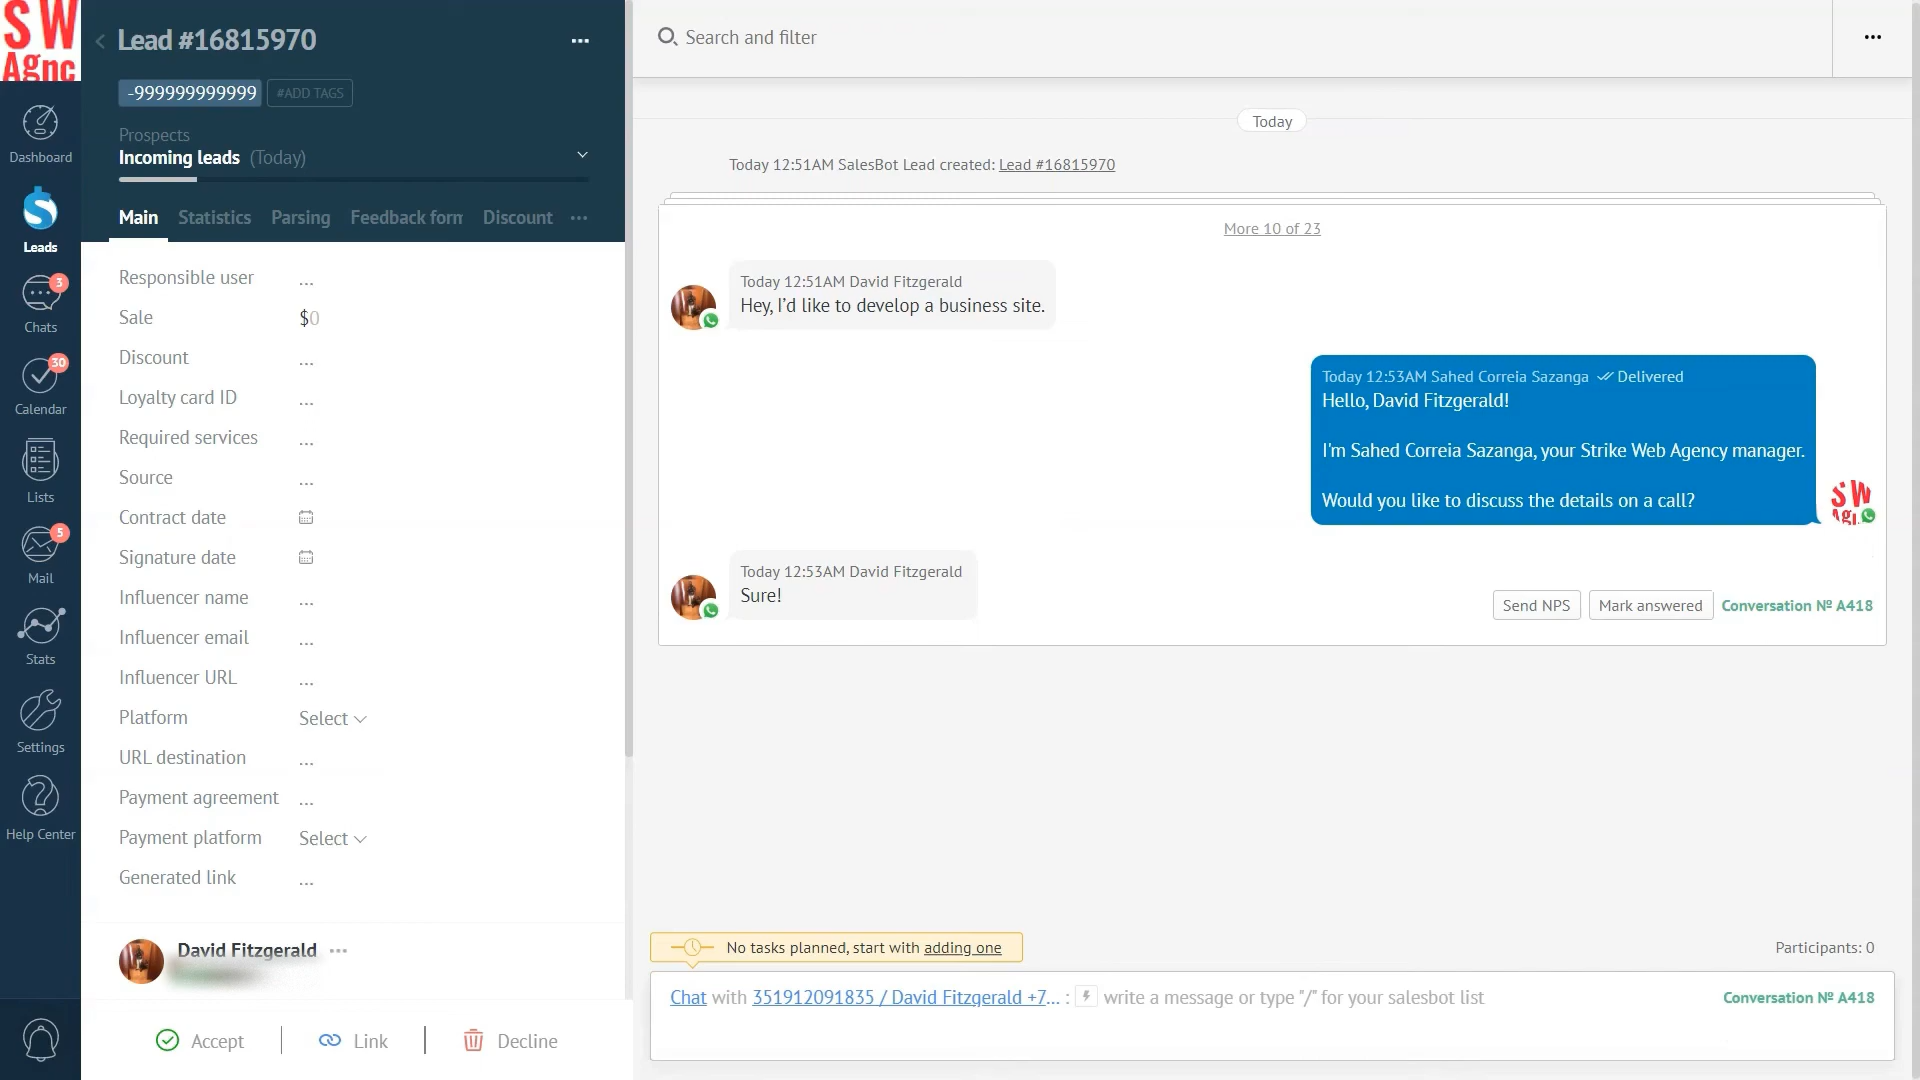 SW
Agnc
Dashboard
Leads
3
Chats
30
Calendar
Lists
5
Mail
Stats
Settings
Help Center
Lead #16815970
-999999999999 #ADD TAGS
Prospects
Incoming leads (Today)
Main Statistics Parsing Feedback form Discount
Responsible user ...
Sale $0
Discount ...
Loyalty card ID ...
Required services ...
Source ...
Contract date
Signature date
Influencer name ...
Influencer email ...
Influencer URL ...
Platform Select
URL destination ...
Payment agreement ...
Payment platform Select
Generated link ...
David Fitzgerald
Accept Link Decline
Search and filter
Today
Today 12:51AM SalesBot Lead created: Lead #16815970
More 10 of 23
Today 12:51AM David Fitzgerald
Hey, I'd like to develop a business site.
Today 12:53AM Sahed Correia Sazanga Delivered
Hello, David Fitzgerald!
I'm Sahed Correia Sazanga, your Strike Web Agency manager.
Would you like to discuss the details on a call?
SW
Agi
Today 12:53AM David Fitzgerald
Sure!
Send NPS Mark answered Conversation № A418
No tasks planned, start with adding one
Participants: 0
Chat with 351912091835 / David Fitzgerald +7... : write a message or type "/" for your salesbot list
Conversation № A418